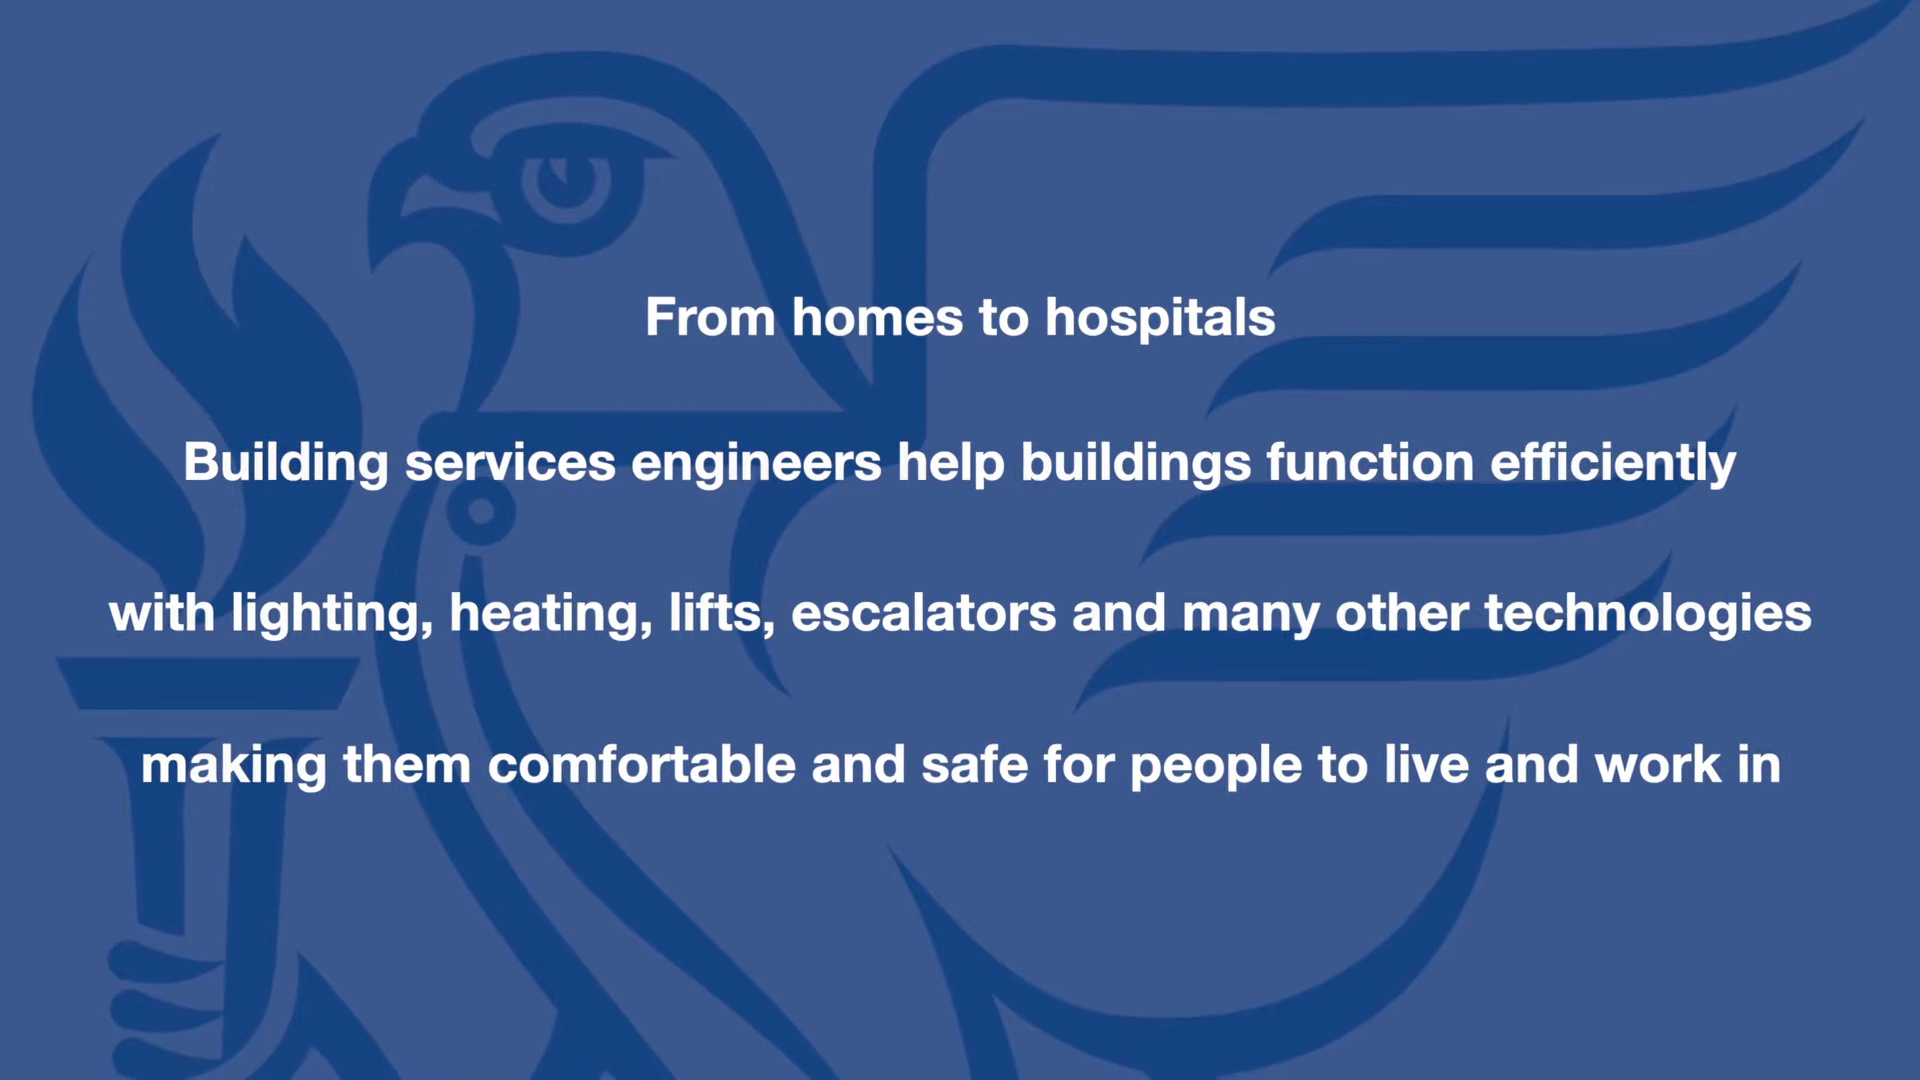 From homes to hospitals
Building services engineers help buildings function efficiently
with lighting, heating, lifts, escalators and many other technologies
making them comfortable and safe for people to live and work in